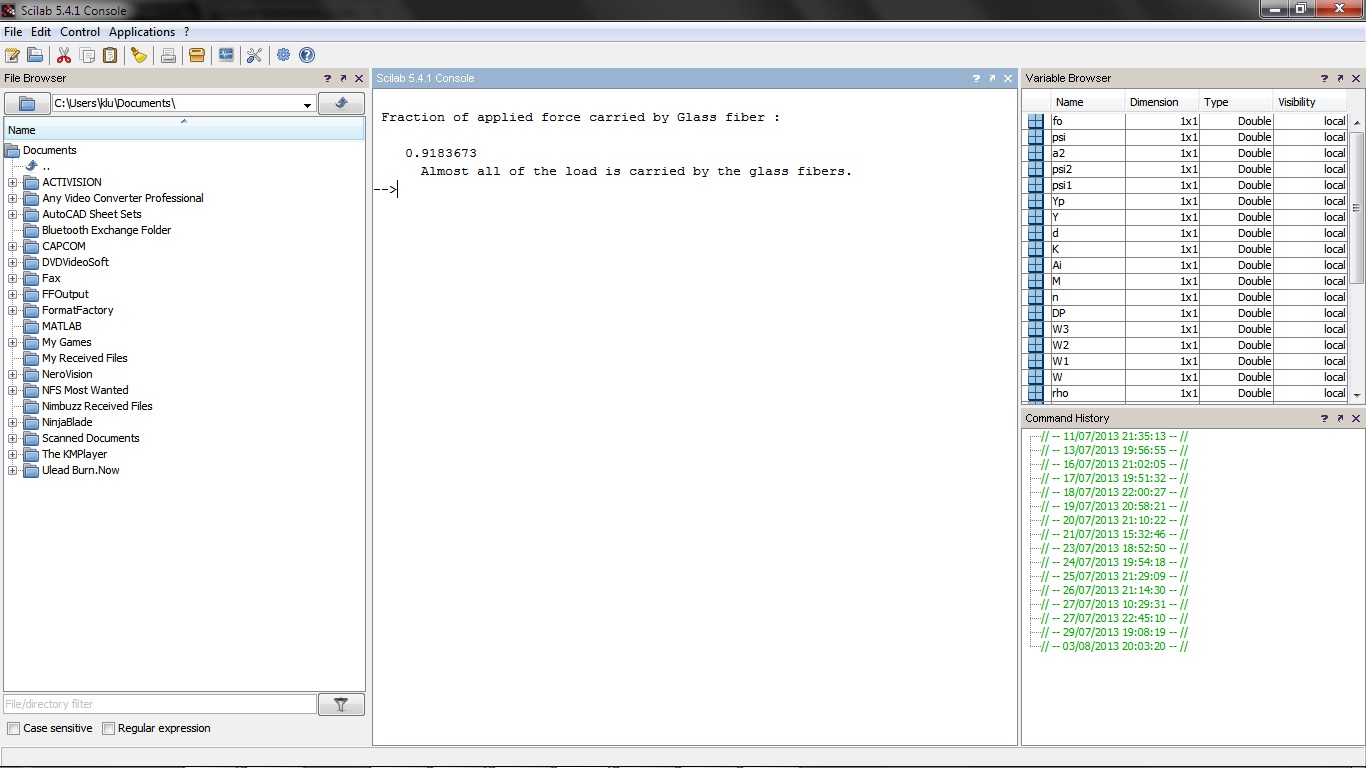 Scilab 5.4.1 Console
File Edit Control Applications ?
File Browser
C:\Users\klu\Documents\
Name
Documents
..
ACTIVISION
Any Video Converter Professional
AutoCAD Sheet Sets
Bluetooth Exchange Folder
CAPCOM
DVDVideoSoft
Fax
FFOutput
FormatFactory
MATLAB
My Games
My Received Files
NeroVision
NFS Most Wanted
Nimbuzz Received Files
NinjaBlade
Scanned Documents
The KMPlayer
Ulead Burn.Now
File/directory filter
Case sensitive Regular expression
Scilab 5.4.1 Console
Fraction of applied force carried by Glass fiber :
0.9183673
Almost all of the load is carried by the glass fibers.
-->
Variable Browser
Name Dimension Type Visibility
fo 1x1 Double local
psi 1x1 Double local
a2 1x1 Double local
psi2 1x1 Double local
psi1 1x1 Double local
Yp 1x1 Double local
Y 1x1 Double local
d 1x1 Double local
K 1x1 Double local
Ai 1x1 Double local
M 1x1 Double local
n 1x1 Double local
DP 1x1 Double local
W3 1x1 Double local
W2 1x1 Double local
W1 1x1 Double local
W 1x1 Double local
rho 1x1 Double local
Command History
// -- 11/07/2013 21:35:13 -- //
// -- 13/07/2013 19:56:55 -- //
// -- 16/07/2013 21:02:05 -- //
// -- 17/07/2013 19:51:32 -- //
// -- 18/07/2013 22:00:27 -- //
// -- 19/07/2013 20:58:21 -- //
// -- 20/07/2013 21:10:22 -- //
// -- 21/07/2013 15:32:46 -- //
// -- 23/07/2013 18:52:50 -- //
// -- 24/07/2013 19:54:18 -- //
// -- 25/07/2013 21:29:09 -- //
// -- 26/07/2013 21:14:30 -- //
// -- 27/07/2013 10:29:31 -- //
// -- 27/07/2013 22:45:10 -- //
// -- 29/07/2013 19:08:19 -- //
// -- 03/08/2013 20:03:20 -- //